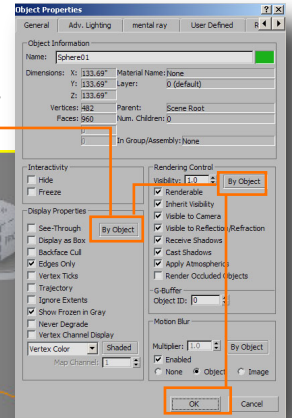 Object Properties
General Adv. Lighting mental ray User Defined
Object Information
Name: Sphere01
Dimensions: X: 133.69" Material Name: None
Y: 133.69" Layer: 0 (default)
Z: 133.69"
Vertices: 482 Parent: Scene Root
Faces: 960 Num. Children: 0
0
0 In Group/Assembly: None
Interactivity
Hide
Freeze
Rendering Control
Visibility: 1.0 By Object
Renderable
Inherit Visibility
Visible to Camera
Visible to Reflection/Refraction
Receive Shadows
Cast Shadows
Apply Atmospherics
Render Occluded Objects
Display Properties
See-Through By Object
Display as Box
Backface Cull
Edges Only
Vertex Ticks
Trajectory
Ignore Extents
Show Frozen in Gray
Never Degrade
Vertex Channel Display
Vertex Color Shaded
Map Channel: 1
G-Buffer
Object ID: 0
Motion Blur
Multiplier: 1.0 By Object
Enabled
None Object Image
OK Cancel